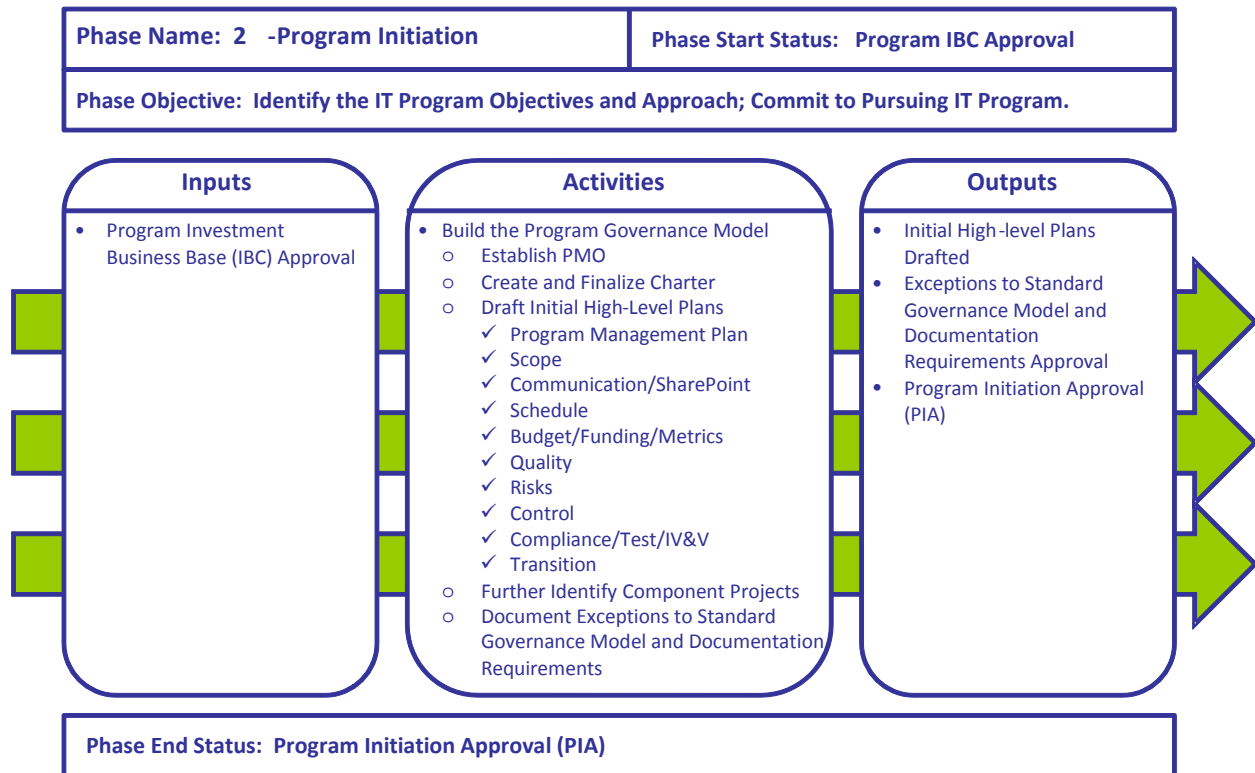 Phase Name: 2 -Program Initiation
Phase Start Status: Program IBC Approval
Phase Objective: Identify the IT Program Objectives and Approach; Commit to Pursuing IT Program.
Inputs
• Program Investment
Business Base (IBC) Approval
Activities
• Build the Program Governance Model
o Establish PMO
o Create and Finalize Charter
o Draft Initial High-Level Plans
✓ Program Management Plan
✓ Scope
✓ Communication/SharePoint
✓ Schedule
✓ Budget/Funding/Metrics
✓ Quality
✓ Risks
✓ Control
✓ Compliance/Test/IV&V
✓ Transition
o Further Identify Component Projects
o Document Exceptions to Standard
Governance Model and Documentation
Requirements
Outputs
• Initial High-level Plans
Drafted
• Exceptions to Standard
Governance Model and
Documentation
Requirements Approval
• Program Initiation Approval
(PIA)
Phase End Status: Program Initiation Approval (PIA)